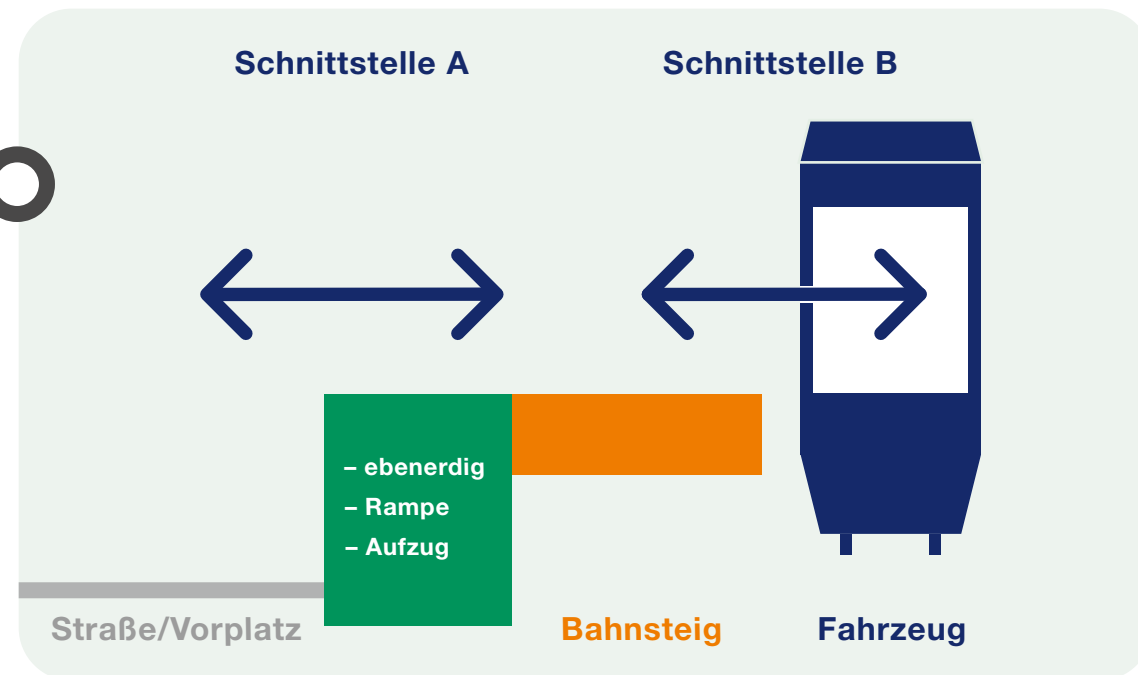 Schnittstelle A
Schnittstelle B
– ebenerdig
– Rampe
– Aufzug
Straße/Vorplatz
Bahnsteig
Fahrzeug